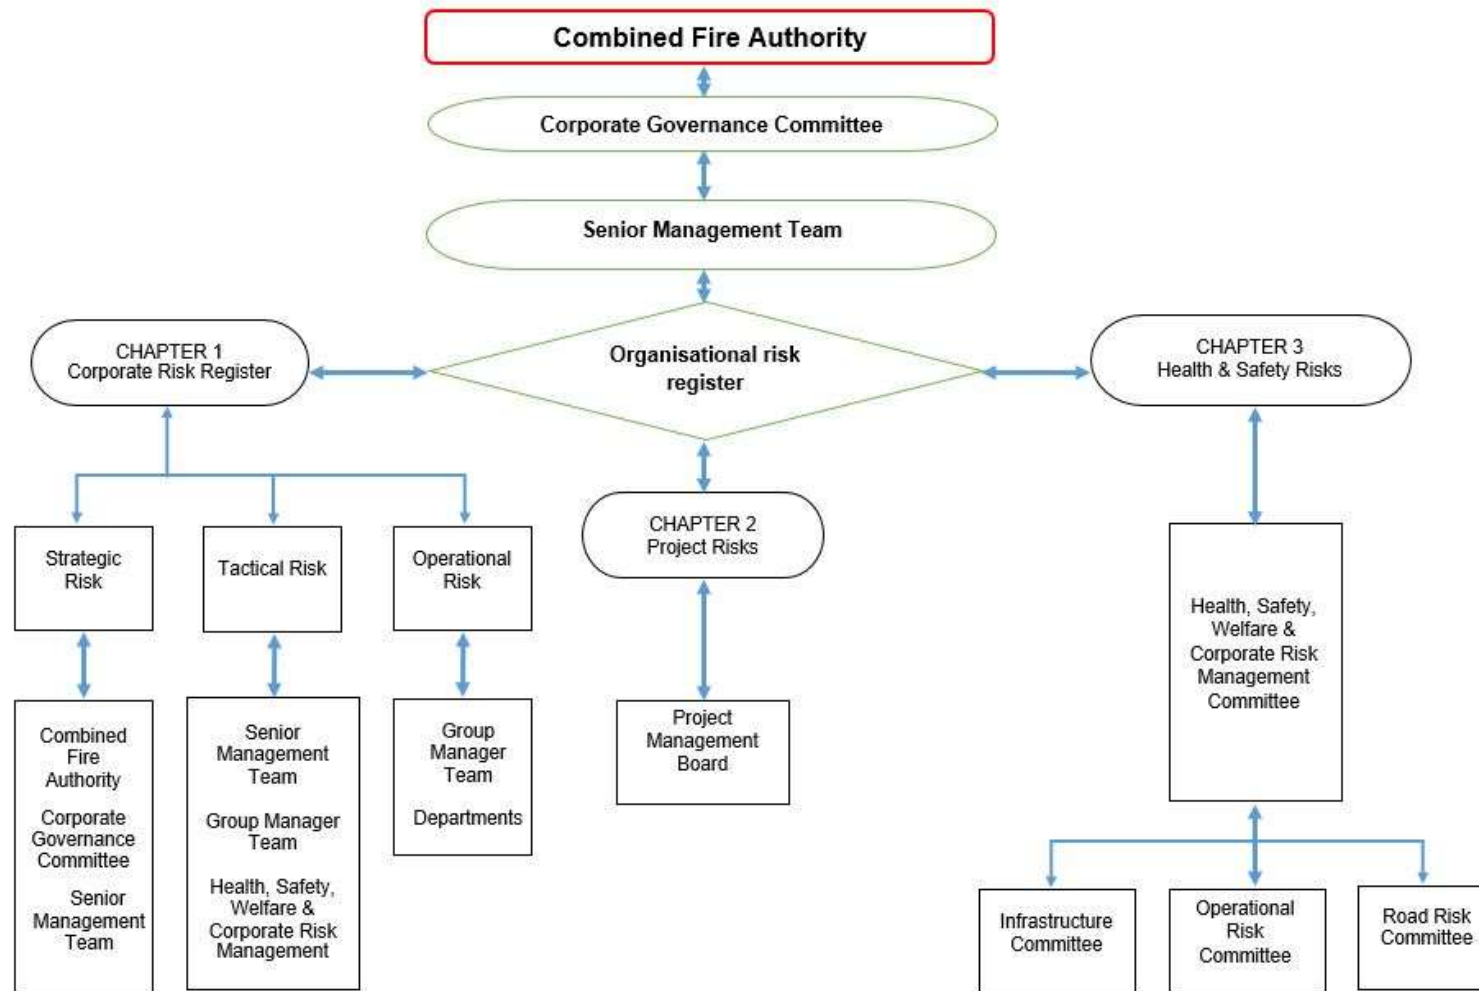 Combined Fire Authority
Corporate Governance Committee
Senior Management Team
Organisational risk
register
CHAPTER 1
Corporate Risk Register
CHAPTER 3
Health & Safety Risks
CHAPTER 2
Project Risks
Strategic
Risk
Tactical Risk
Operational
Risk
Combined
Fire
Authority
Corporate
Governance
Committee
Senior
Management
Team
Senior
Management
Team
Group Manager
Team
Health, Safety,
Welfare &
Corporate Risk
Management
Group
Manager
Team
Departments
Project
Management
Board
Health, Safety,
Welfare &
Corporate Risk
Management
Committee
Infrastructure
Committee
Operational
Risk
Committee
Road Risk
Committee